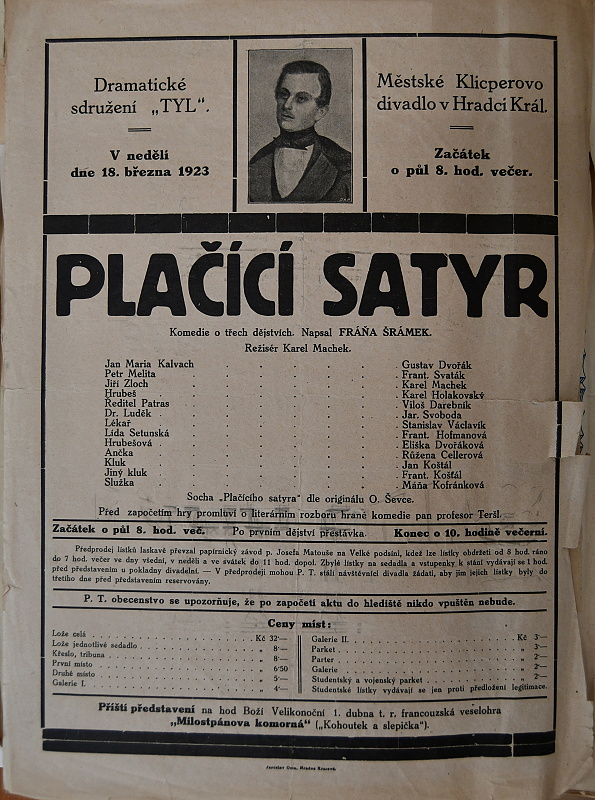 Dramatické
sdružení „TYL".
V neděli
dne 18. března 1923
Městské Klicperovo
divadlo v Hradci Král.
Začátek
o půl 8. hod. večer.
PLAČÍCÍ SATYR
Komedie o třech dějstvích. Napsal FRÁŇA ŠRÁMEK.
Režisér Karel Machek.
Jan Maria Kalvach . . . . . . Gustav Dvořák
Petr Melita . . . . . . Frant. Svaták
Jiří Zloch . . . . . . Karel Machek
Hrubeš . . . . . . Karel Holakovský
Ředitel Patras . . . . . . Viloš Darebník
Dr. Luděk . . . . . . Jar. Svoboda
Lékař . . . . . . Stanislav Václavík
Lída Setunská . . . . . . Frant. Hofmanová
Hrubešová . . . . . . Eliška Dvořáková
Ančka . . . . . . Růžena Cellerová
Kluk . . . . . . Jan Košťál
Jiný kluk . . . . . . Frant. Košťál
Služka . . . . . . Máňa Kofránková
Socha „Plačícího satyra" dle originálu O. Ševce.
Před započetím hry promluví o literárním rozboru hrané komedie pan profesor Teršl.
Začátek o půl 8. hod. več. Po prvním dějství přestávka. Konec o 10. hodině večerní.
Předprodej lístků laskavě převzal papírnický závod p. Josefa Matouše na Velké podsíni, kdež lze lístky obdržeti od 8 hod. ráno
do 7 hod. večer ve dny všední, v neděli a ve svátek do 11 hod. dopol. Zbylé lístky na sedadla a vstupenky k stání vydávají se 1 hod.
před představením u pokladny divadelní. — V předprodeji mohou P. T. stálí návštěvníci divadla žádati, aby jim jejich lístky byly do
třetího dne před představením reservovány.
P. T. obecenstvo se upozorňuje, že po započetí aktu do hlediště nikdo vpuštěn nebude.
Ceny míst:
Lože celá . . . . . . Kč 32·—
Lože jednotlivé sedadlo . . . . . . „ 8·—
Křeslo, tribuna . . . . . . „ 8·—
První místo . . . . . . „ 6·50
Druhé místo . . . . . . „ 5·—
Galerie I. . . . . . . „ 4·—
Galerie II. . . . . . . Kč 3·—
Parket . . . . . . „ 3·—
Parter . . . . . . „ 2·—
Galerie . . . . . . „ 2·—
Studentský a vojenský parket . . . . . . „ 2·—
Studentské lístky vydávají se jen proti předložení legitimace.
Příští představení na hod Boží Velikonoční 1. dubna t. r. francouzská veselohra
„Milostpánova komorná" („Kohoutek a slepička").